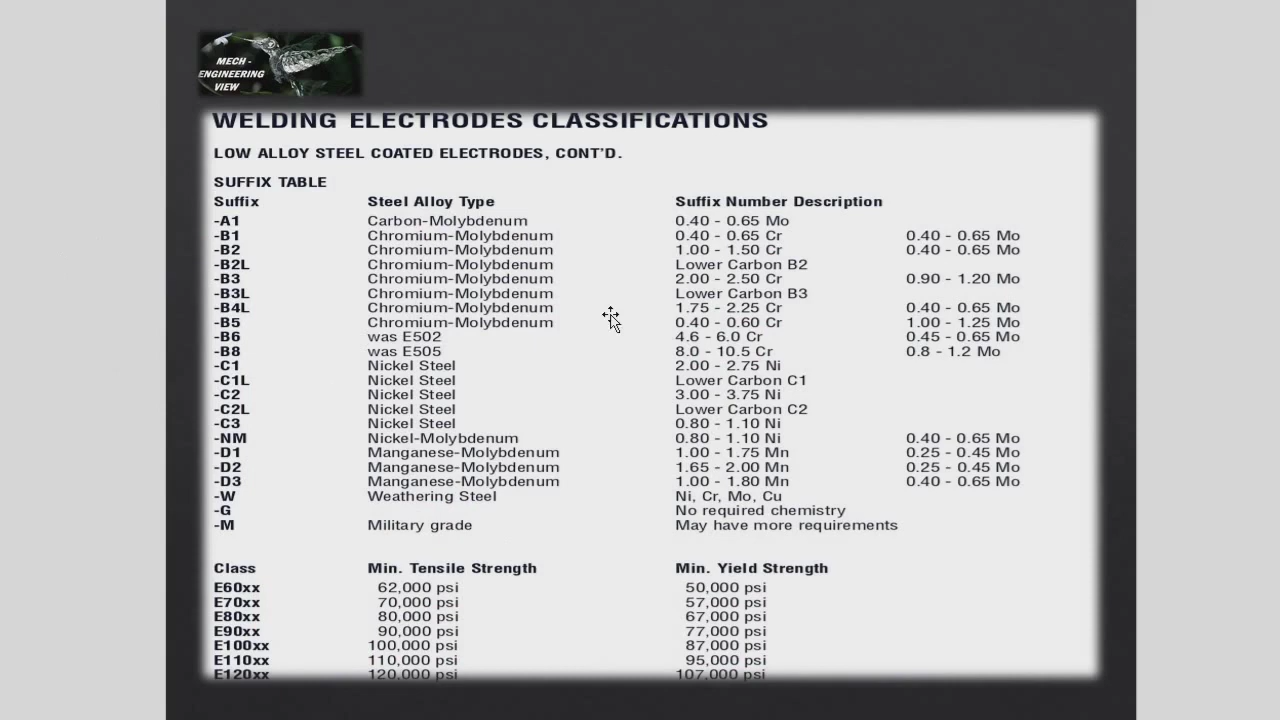 MECH -
ENGINEERING
VIEW
WELDING ELECTRODES CLASSIFICATIONS
LOW ALLOY STEEL COATED ELECTRODES, CONT'D.
SUFFIX TABLE
Suffix Steel Alloy Type Suffix Number Description
-A1 Carbon-Molybdenum 0.40 - 0.65 Mo
-B1 Chromium-Molybdenum 0.40 - 0.65 Cr 0.40 - 0.65 Mo
-B2 Chromium-Molybdenum 1.00 - 1.50 Cr 0.40 - 0.65 Mo
-B2L Chromium-Molybdenum Lower Carbon B2
-B3 Chromium-Molybdenum 2.00 - 2.50 Cr 0.90 - 1.20 Mo
-B3L Chromium-Molybdenum Lower Carbon B3
-B4L Chromium-Molybdenum 1.75 - 2.25 Cr 0.40 - 0.65 Mo
-B5 Chromium-Molybdenum 0.40 - 0.60 Cr 1.00 - 1.25 Mo
-B6 was E502 4.6 - 6.0 Cr 0.45 - 0.65 Mo
-B8 was E505 8.0 - 10.5 Cr 0.8 - 1.2 Mo
-C1 Nickel Steel 2.00 - 2.75 Ni
-C1L Nickel Steel Lower Carbon C1
-C2 Nickel Steel 3.00 - 3.75 Ni
-C2L Nickel Steel Lower Carbon C2
-C3 Nickel Steel 0.80 - 1.10 Ni
-NM Nickel-Molybdenum 0.80 - 1.10 Ni 0.40 - 0.65 Mo
-D1 Manganese-Molybdenum 1.00 - 1.75 Mn 0.25 - 0.45 Mo
-D2 Manganese-Molybdenum 1.65 - 2.00 Mn 0.25 - 0.45 Mo
-D3 Manganese-Molybdenum 1.00 - 1.80 Mn 0.40 - 0.65 Mo
-W Weathering Steel Ni, Cr, Mo, Cu
-G No required chemistry
-M Military grade May have more requirements
Class Min. Tensile Strength Min. Yield Strength
E60xx 62,000 psi 50,000 psi
E70xx 70,000 psi 57,000 psi
E80xx 80,000 psi 67,000 psi
E90xx 90,000 psi 77,000 psi
E100xx 100,000 psi 87,000 psi
E110xx 110,000 psi 95,000 psi
E120xx 120,000 psi 107,000 psi